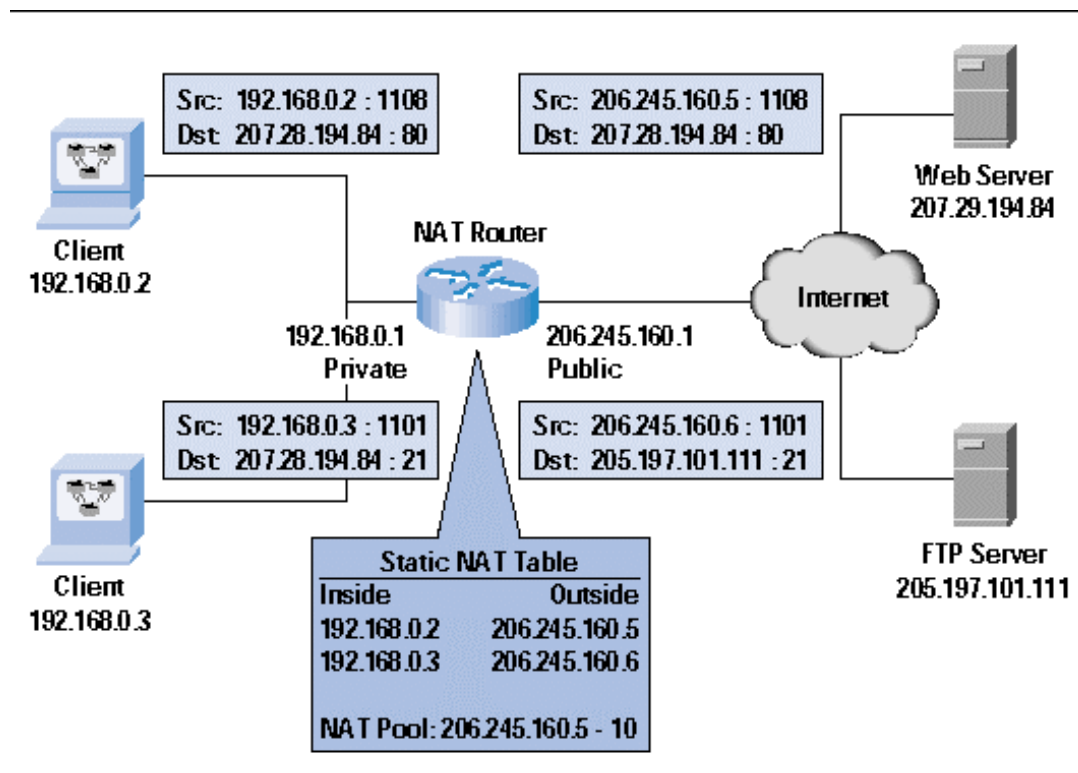 Src: 192.168.0.2 : 1108
Dst: 207.28.194.84 : 80
Src: 206.245.160.5 : 1108
Dst: 207.28.194.84 : 80
Client
192.168.0.2
Web Server
207.29.194.84
NAT Router
Internet
192.168.0.1
Private
206.245.160.1
Public
Src: 192.168.0.3 : 1101
Dst: 207.28.194.84 : 21
Src: 206.245.160.6 : 1101
Dst: 205.197.101.111 : 21
Client
192.168.0.3
FTP Server
205.197.101.111
Static NAT Table
Inside Outside
192.168.0.2 206.245.160.5
192.168.0.3 206.245.160.6
NAT Pool: 206.245.160.5 - 10